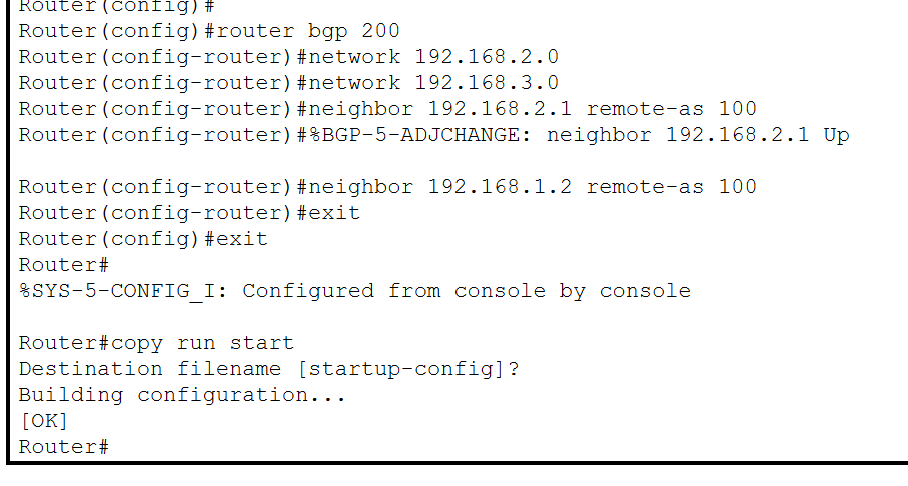 Router(config)#
Router(config)#router bgp 200
Router(config-router)#network 192.168.2.0
Router(config-router)#network 192.168.3.0
Router(config-router)#neighbor 192.168.2.1 remote-as 100
Router(config-router)#%BGP-5-ADJCHANGE: neighbor 192.168.2.1 Up
Router(config-router)#neighbor 192.168.1.2 remote-as 100
Router(config-router)#exit
Router(config)#exit
Router#
%SYS-5-CONFIG_I: Configured from console by console
Router#copy run start
Destination filename [startup-config]?
Building configuration...
[OK]
Router#